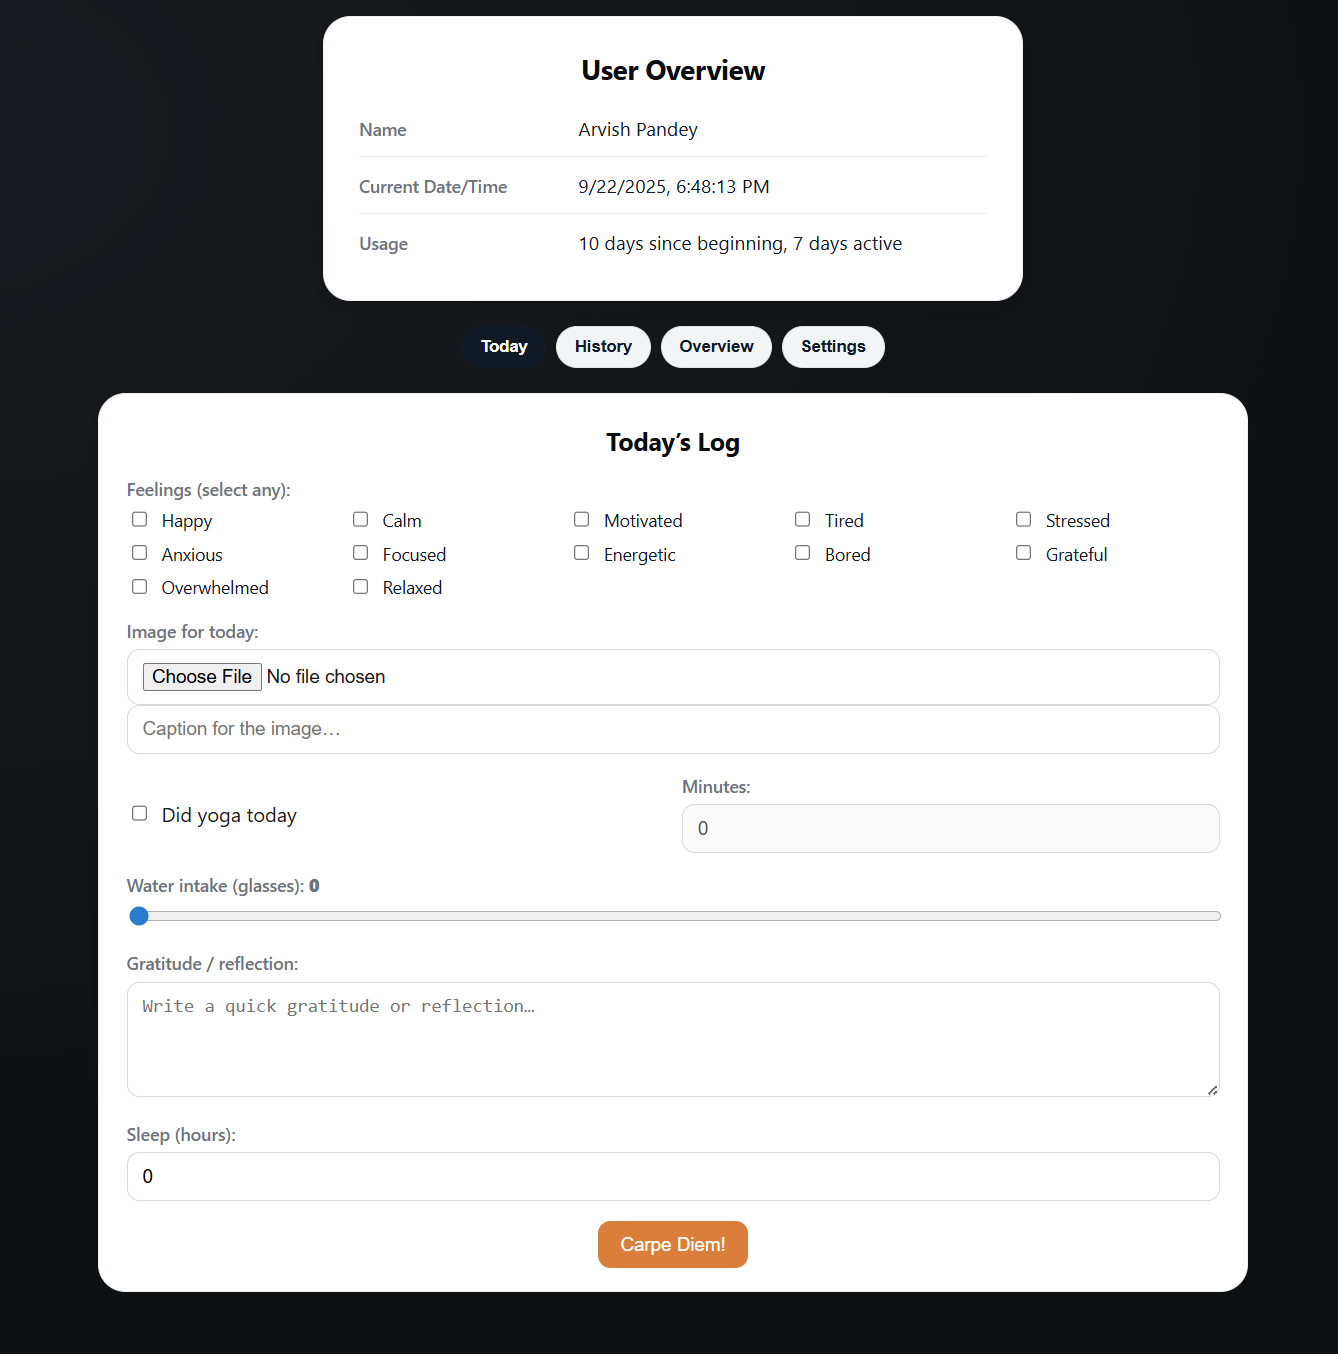 User Overview
Name Arvish Pandey
Current Date/Time 9/22/2025, 6:48:13 PM
Usage 10 days since beginning, 7 days active
Today History Overview Settings
Today’s Log
Feelings (select any):
Happy Calm Motivated Tired Stressed
Anxious Focused Energetic Bored Grateful
Overwhelmed Relaxed
Image for today:
Choose File No file chosen
Caption for the image…
Did yoga today
Minutes:
0
Water intake (glasses): 0
Gratitude / reflection:
Write a quick gratitude or reflection…
Sleep (hours):
0
Carpe Diem!